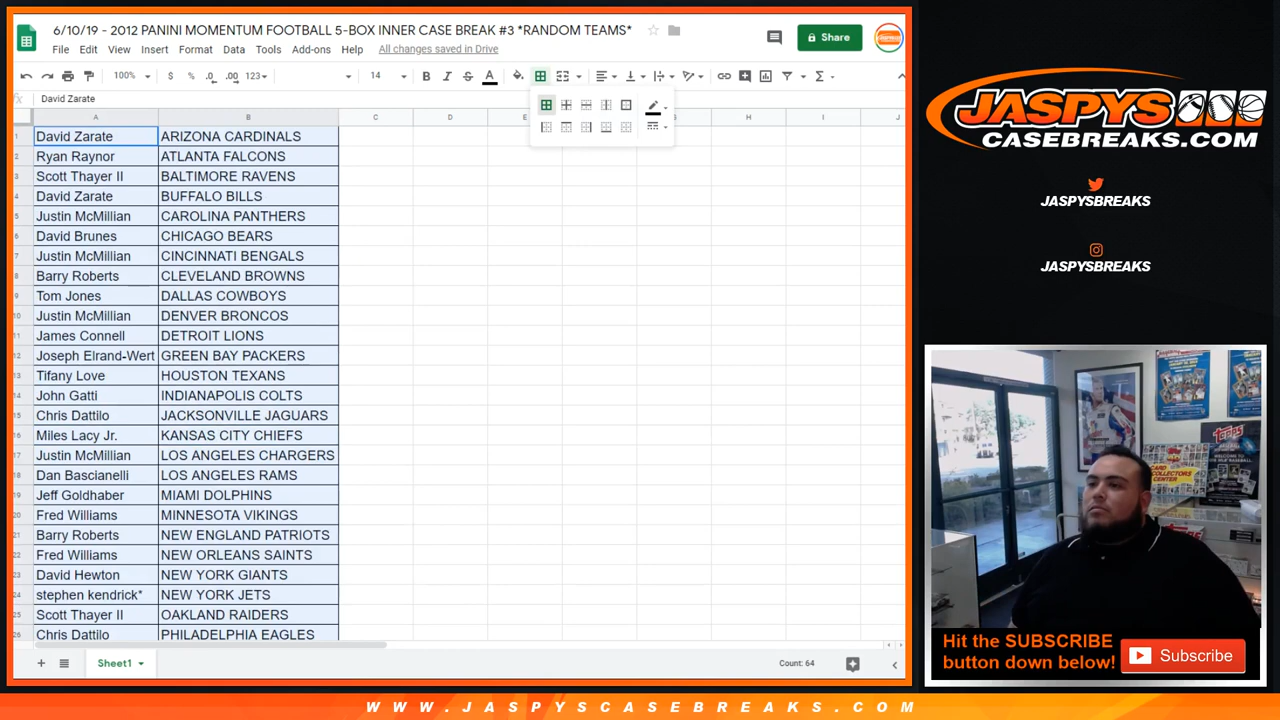 6/10/19 - 2012 PANINI MOMENTUM FOOTBALL 5-BOX INNER CASE BREAK #3 *RANDOM TEAMS*
Share
File Edit View Insert Format Data Tools Add-ons Help All changes saved in Drive
100% $ % .0 .00 123 14 B I S A
fx David Zarate
A B C D E H I J
1 David Zarate ARIZONA CARDINALS
2 Ryan Raynor ATLANTA FALCONS
3 Scott Thayer II BALTIMORE RAVENS
4 David Zarate BUFFALO BILLS
5 Justin McMillian CAROLINA PANTHERS
6 David Brunes CHICAGO BEARS
7 Justin McMillian CINCINNATI BENGALS
8 Barry Roberts CLEVELAND BROWNS
9 Tom Jones DALLAS COWBOYS
10 Justin McMillian DENVER BRONCOS
11 James Connell DETROIT LIONS
12 Joseph Elrand-Wert GREEN BAY PACKERS
13 Tifany Love HOUSTON TEXANS
14 John Gatti INDIANAPOLIS COLTS
15 Chris Dattilo JACKSONVILLE JAGUARS
16 Miles Lacy Jr. KANSAS CITY CHIEFS
17 Justin McMillian LOS ANGELES CHARGERS
18 Dan Bascianelli LOS ANGELES RAMS
19 Jeff Goldhaber MIAMI DOLPHINS
20 Fred Williams MINNESOTA VIKINGS
21 Barry Roberts NEW ENGLAND PATRIOTS
22 Fred Williams NEW ORLEANS SAINTS
23 David Hewton NEW YORK GIANTS
24 stephen kendrick* NEW YORK JETS
25 Scott Thayer II OAKLAND RAIDERS
26 Chris Dattilo PHILADELPHIA EAGLES
Sheet1
Count: 64
JASPYS
CASEBREAKS.COM
JASPYSBREAKS
JASPYSBREAKS
CARD
COLLECTORS
CENTER
TOPPS
Hit the SUBSCRIBE
button down below!
Subscribe
WWW.JASPYSCASEBREAKS.COM